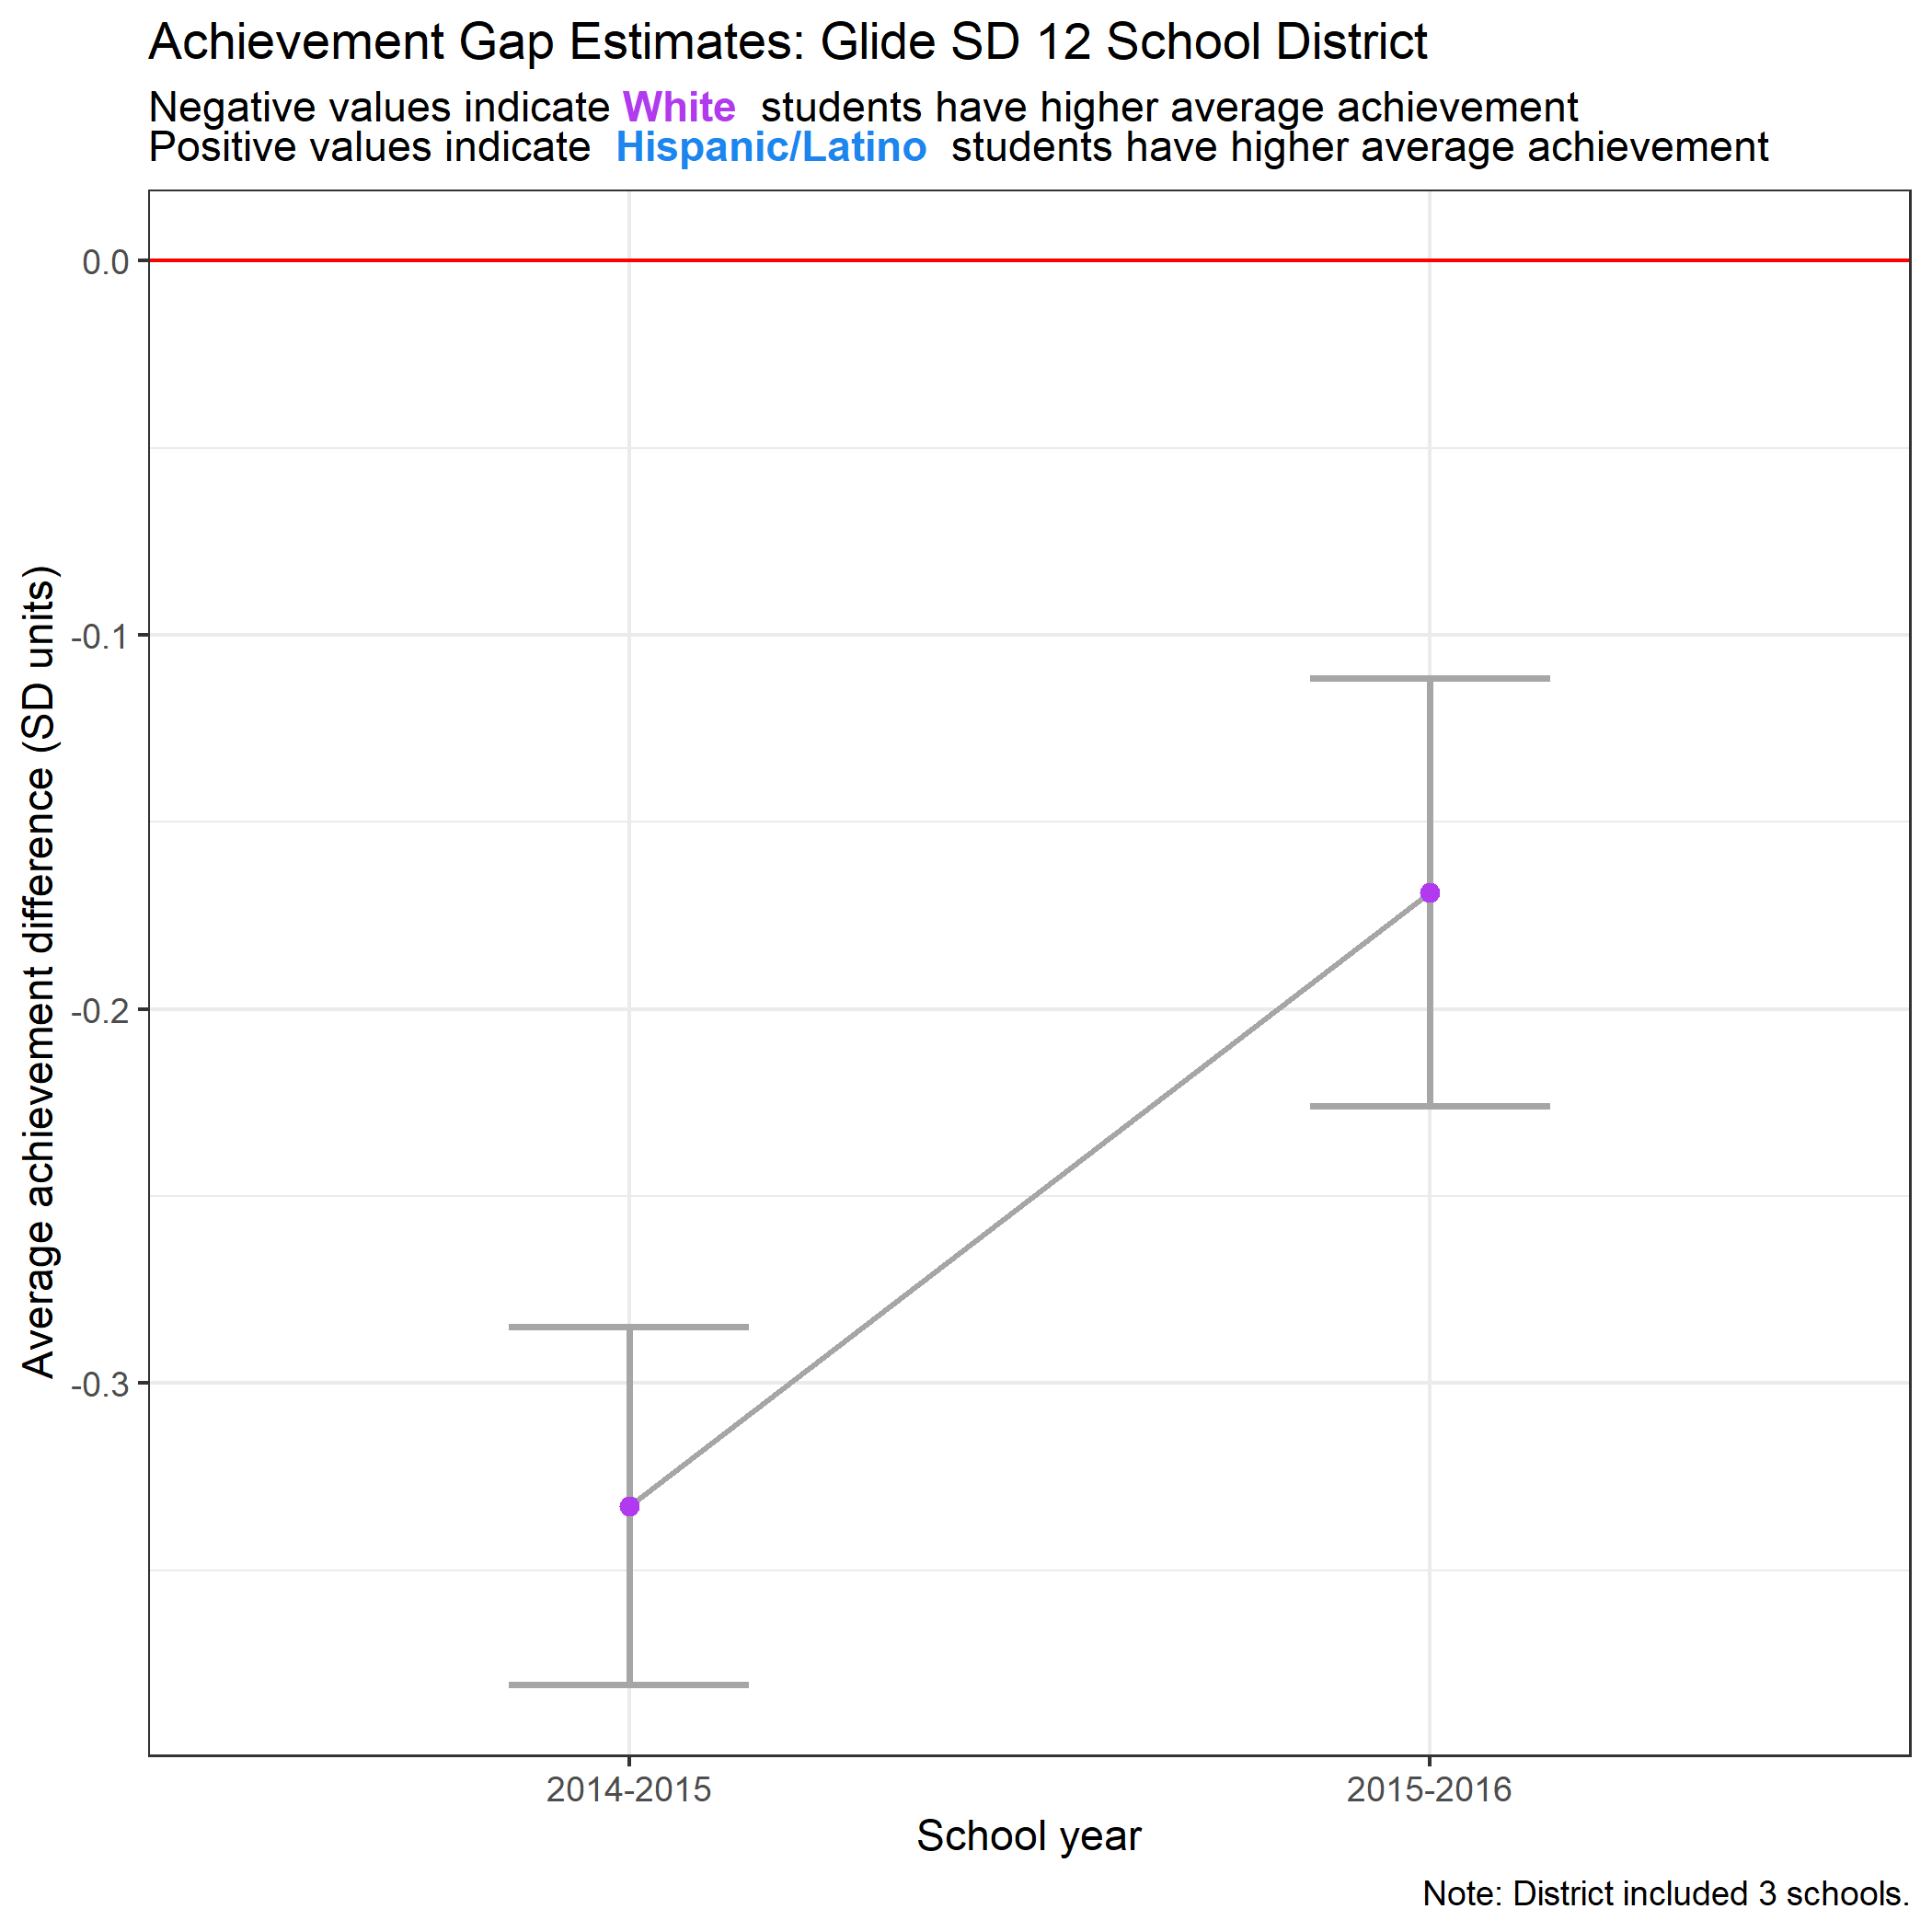 Achievement Gap Estimates: Glide SD 12 School District
Negative values indicate White students have higher average achievement
Positive values indicate Hispanic/Latino students have higher average achievement
Average achievement difference (SD units)
0.0
-0.1
-0.2
-0.3
2014-2015
2015-2016
School year
Note: District included 3 schools.